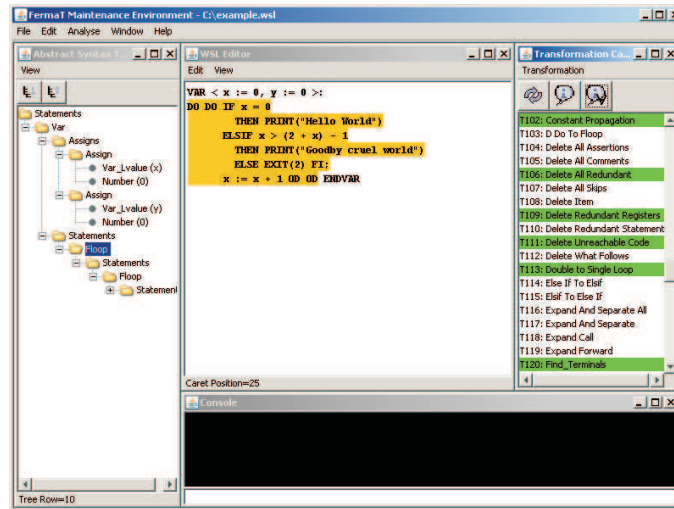 FermaT Maintenance Environment - C:\example.wsl
File Edit Analyse Window Help
Abstract Syntax T...
View
Statements
Var
Assigns
Assign
Var_Lvalue (x)
Number (0)
Assign
Var_Lvalue (y)
Number (0)
Statements
Floop
Statements
Floop
Statement
Tree Row=10
WSL Editor
Edit View
VAR < x := 0, y := 0 >:
DO DO IF x = 0
THEN PRINT("Hello World")
ELSIF x > (2 + x) - 1
THEN PRINT("Goodby cruel world")
ELSE EXIT(2) FI;
x := x + 1 OD OD ENDVAR
Caret Position=25
Transformation Ca...
Transformation
T102: Constant Propagation
T103: D Do To Floop
T104: Delete All Assertions
T105: Delete All Comments
T106: Delete All Redundant
T107: Delete All Skips
T108: Delete Item
T109: Delete Redundant Registers
T110: Delete Redundant Statement
T111: Delete Unreachable Code
T112: Delete What Follows
T113: Double to Single Loop
T114: Else If To Elsif
T115: Elsif To Else If
T116: Expand And Separate All
T117: Expand And Separate
T118: Expand Call
T119: Expand Forward
T120: Find_Terminals
Console